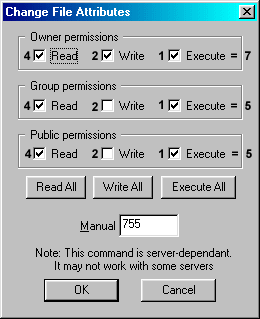 Change File Attributes
Owner permissions
4 Read 2 Write 1 Execute = 7
Group permissions
4 Read 2 Write 1 Execute = 5
Public permissions
4 Read 2 Write 1 Execute = 5
Read All Write All Execute All
Manual 755
Note: This command is server-dependant.
It may not work with some servers
OK Cancel